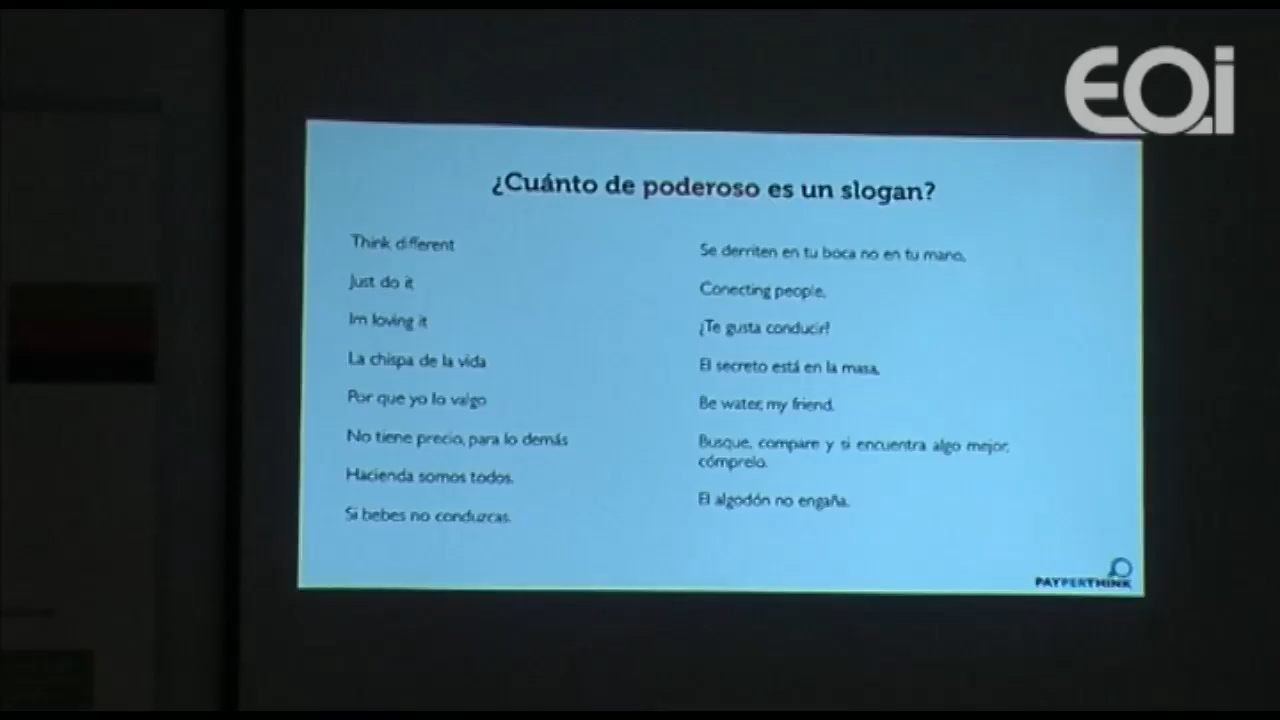 EOi
¿Cuánto de poderoso es un slogan?
Think different
Just do it
Im loving it
La chispa de la vida
Por que yo lo valgo
No tiene precio, para lo demás
Hacienda somos todos.
Si bebes no conduzcas.
Se derriten en tu boca no en tu mano.
Conecting people.
¿Te gusta conducir?
El secreto está en la masa.
Be water, my friend.
Busque, compare y si encuentra algo mejor,
cómprelo.
El algodón no engaña.
PAYPERTHINK